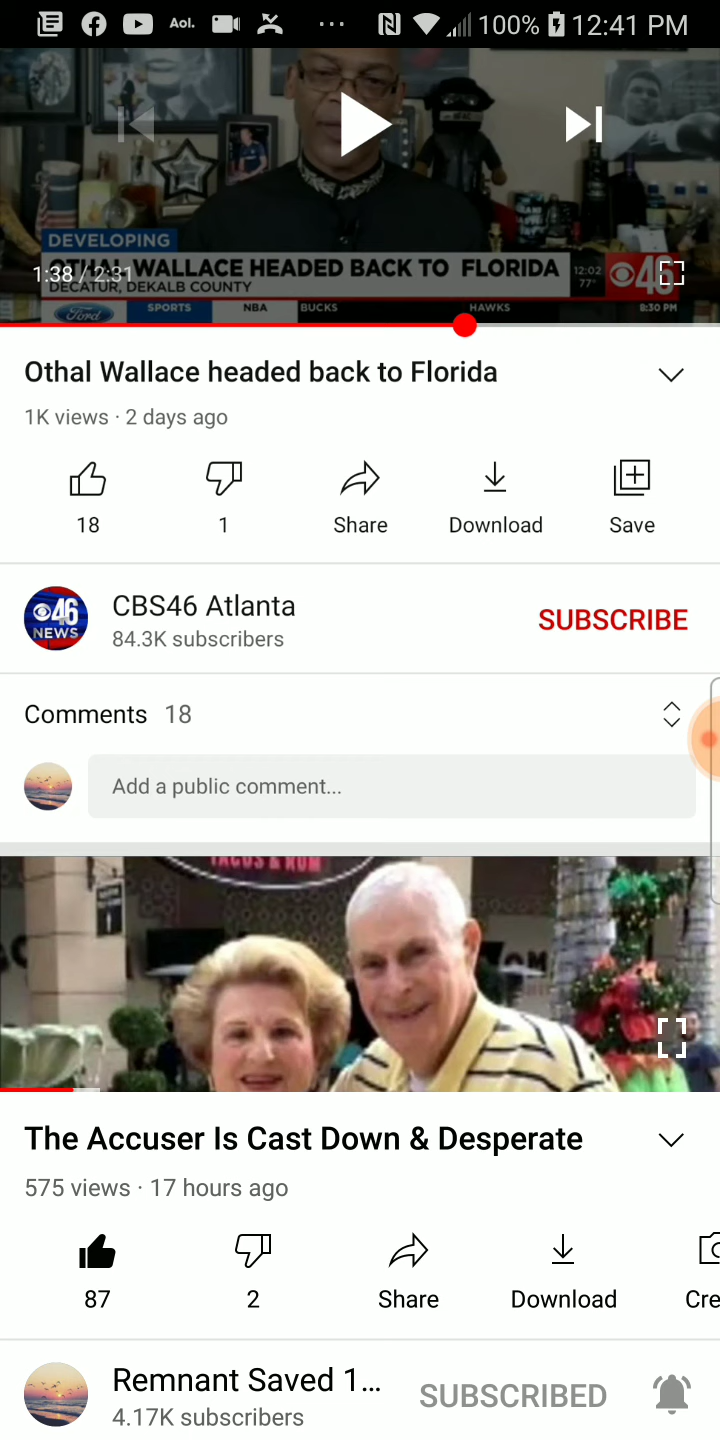 Aol. ... 100% 12:41 PM
DEVELOPING
OTHAL WALLACE HEADED BACK TO FLORIDA
1:38 / 2:31
DECATUR, DEKALB COUNTY
12:02
77°
46
Ford SPORTS NBA BUCKS HAWKS 8:30 PM
Othal Wallace headed back to Florida
1K views · 2 days ago
18 1 Share Download Save
46
NEWS
CBS46 Atlanta
84.3K subscribers
SUBSCRIBE
Comments 18
Add a public comment...
TACOS & RUM
The Accuser Is Cast Down & Desperate
575 views · 17 hours ago
87 2 Share Download Cre
Remnant Saved 1...
4.17K subscribers
SUBSCRIBED